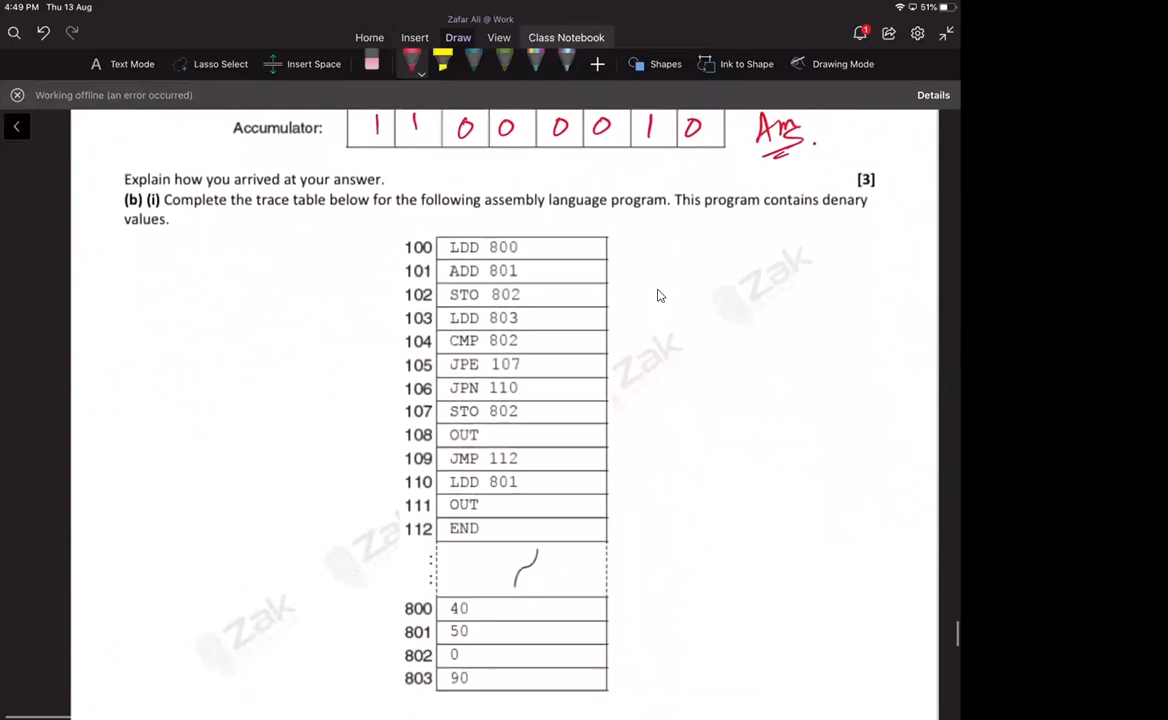 4:49 PM Thu 13 Aug 51%
Zafar Ali @ Work
Home Insert Draw View Class Notebook
1
Text Mode Lasso Select Insert Space Shapes Ink to Shape Drawing Mode
Working offline (an error occurred) Details
Accumulator: 1 1 0 0 0 0 1 0 Ans.
Explain how you arrived at your answer. [3]
(b) (i) Complete the trace table below for the following assembly language program. This program contains denary
values.
100 LDD 800
101 ADD 801
102 STO 802
103 LDD 803
104 CMP 802
105 JPE 107
106 JPN 110
107 STO 802
108 OUT
109 JMP 112
110 LDD 801
111 OUT
112 END
800 40
801 50
802 0
803 90
Zak
Zak
Zak
Zak